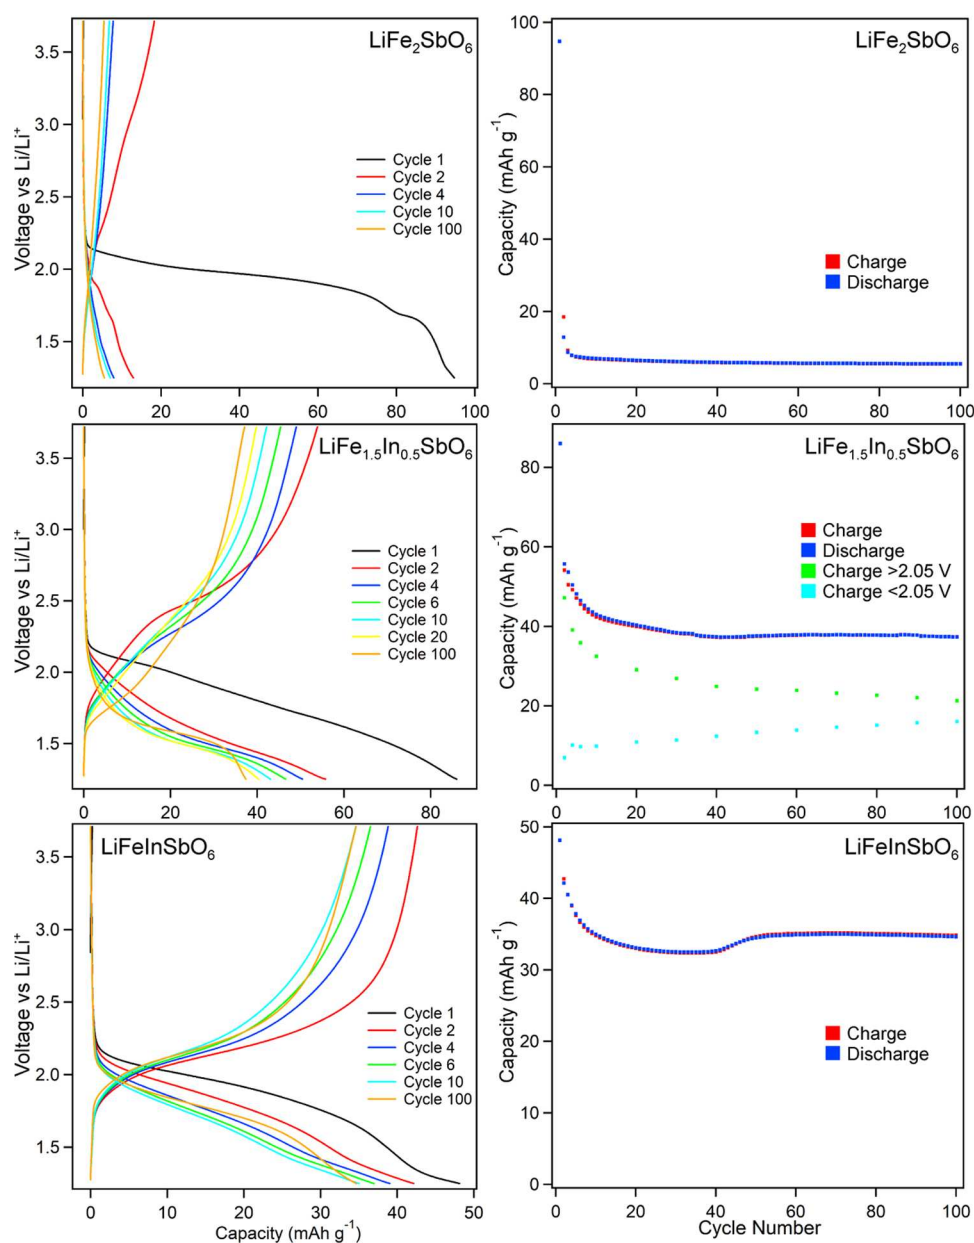 LiFe2SbO6
Voltage vs Li/Li+
3.5
3.0
2.5
2.0
1.5
Cycle 1
Cycle 2
Cycle 4
Cycle 10
Cycle 100
0 20 40 60 80 100
LiFe2SbO6
Capacity (mAh g-1)
100
80
60
40
20
0
Charge
Discharge
0 20 40 60 80 100
LiFe1.5In0.5SbO6
Voltage vs Li/Li+
3.5
3.0
2.5
2.0
1.5
Cycle 1
Cycle 2
Cycle 4
Cycle 6
Cycle 10
Cycle 20
Cycle 100
0 20 40 60 80
LiFe1.5In0.5SbO6
Capacity (mAh g-1)
80
60
40
20
0
Charge
Discharge
Charge >2.05 V
Charge <2.05 V
0 20 40 60 80 100
LiFeInSbO6
Voltage vs Li/Li+
3.5
3.0
2.5
2.0
1.5
Cycle 1
Cycle 2
Cycle 4
Cycle 6
Cycle 10
Cycle 100
0 10 20 30 40 50
Capacity (mAh g-1)
LiFeInSbO6
Capacity (mAh g-1)
50
40
30
20
10
0
Charge
Discharge
0 20 40 60 80 100
Cycle Number